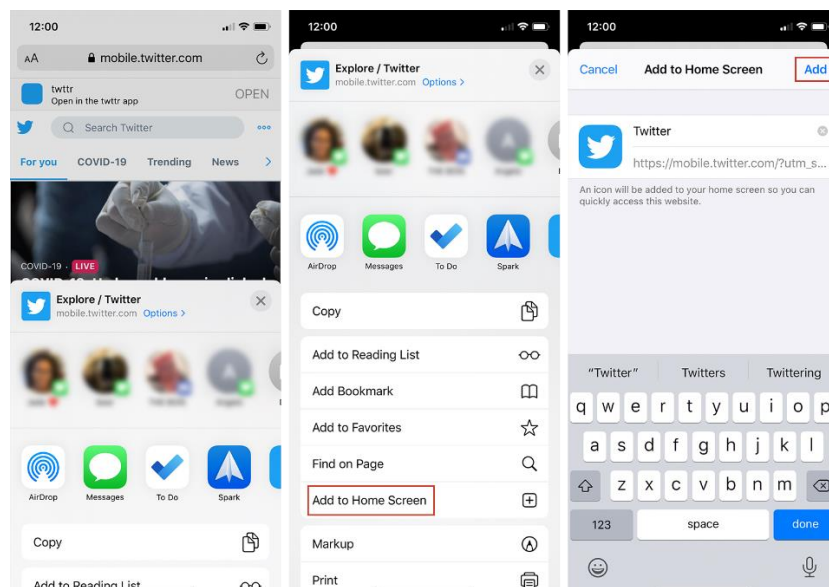 12:00
AA
mobile.twitter.com
twttr
Open in the twttr app
OPEN
Search Twitter
For you
COVID-19
Trending
News
COVID-19 · LIVE
Explore / Twitter
mobile.twitter.com Options >
AirDrop
Messages
To Do
Spark
Copy
Add to Reading List
12:00
Explore / Twitter
mobile.twitter.com Options >
AirDrop
Messages
To Do
Spark
Copy
Add to Reading List
Add Bookmark
Add to Favorites
Find on Page
Add to Home Screen
Markup
Print
12:00
Cancel
Add to Home Screen
Add
Twitter
https://mobile.twitter.com/?utm_s...
An icon will be added to your home screen so you can
quickly access this website.
"Twitter"
Twitters
Twittering
q w e r t y u i o p
a s d f g h j k l
z x c v b n m
123
space
done